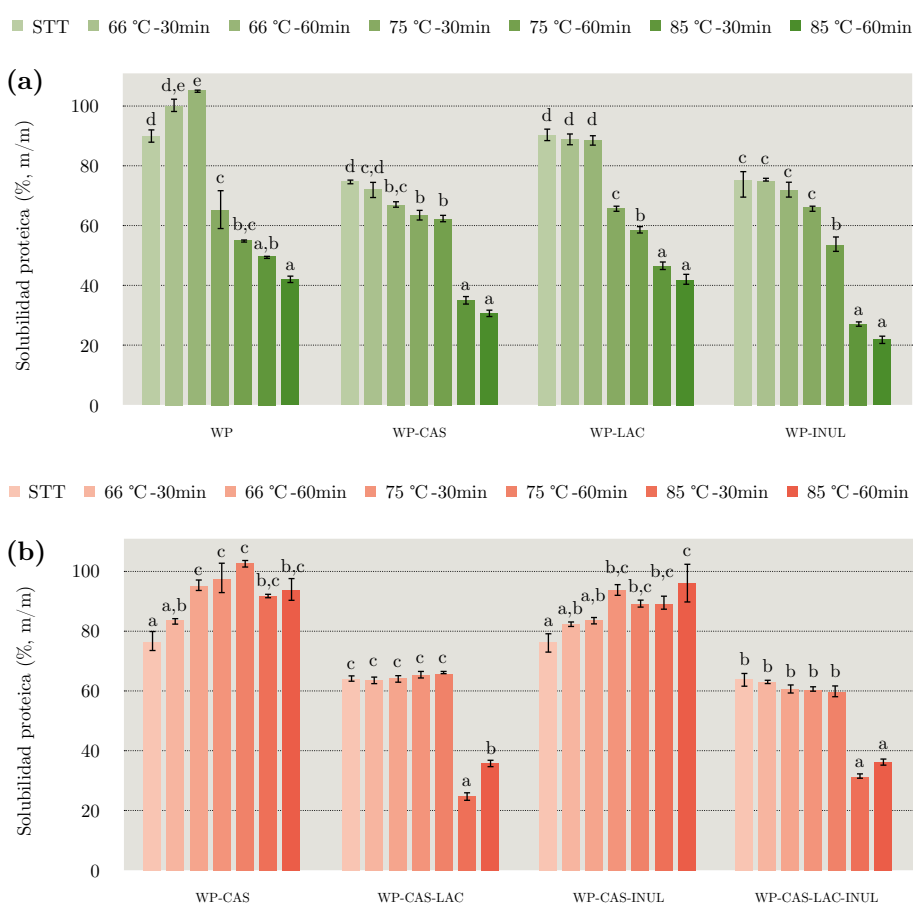 STT 66 °C-30min 66 °C-60min 75 °C-30min 75 °C-60min 85 °C-30min 85 °C-60min
(a)
Solubilidad proteica (%, m/m)
100
80
60
40
20
0
d d,e e c b,c a,b a
d c,d b,c b b a a
d d d c b a a
c c c c b a a
WP WP-CAS WP-LAC WP-INUL
STT 66 °C-30min 66 °C-60min 75 °C-30min 75 °C-60min 85 °C-30min 85 °C-60min
(b)
Solubilidad proteica (%, m/m)
100
80
60
40
20
0
a a,b c c c b,c b,c
c c c c c a b
a a,b a,b b,c b,c b,c c
b b b b b a a
WP-CAS WP-CAS-LAC WP-CAS-INUL WP-CAS-LAC-INUL